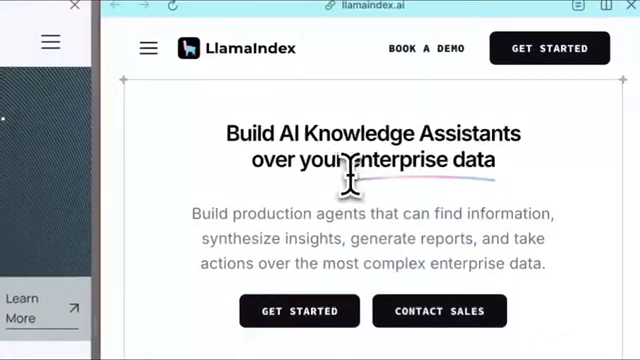 llamaindex.ai
LlamaIndex
BOOK A DEMO
GET STARTED
Build AI Knowledge Assistants
over your enterprise data
Build production agents that can find information,
synthesize insights, generate reports, and take
actions over the most complex enterprise data.
GET STARTED
CONTACT SALES
Learn
More